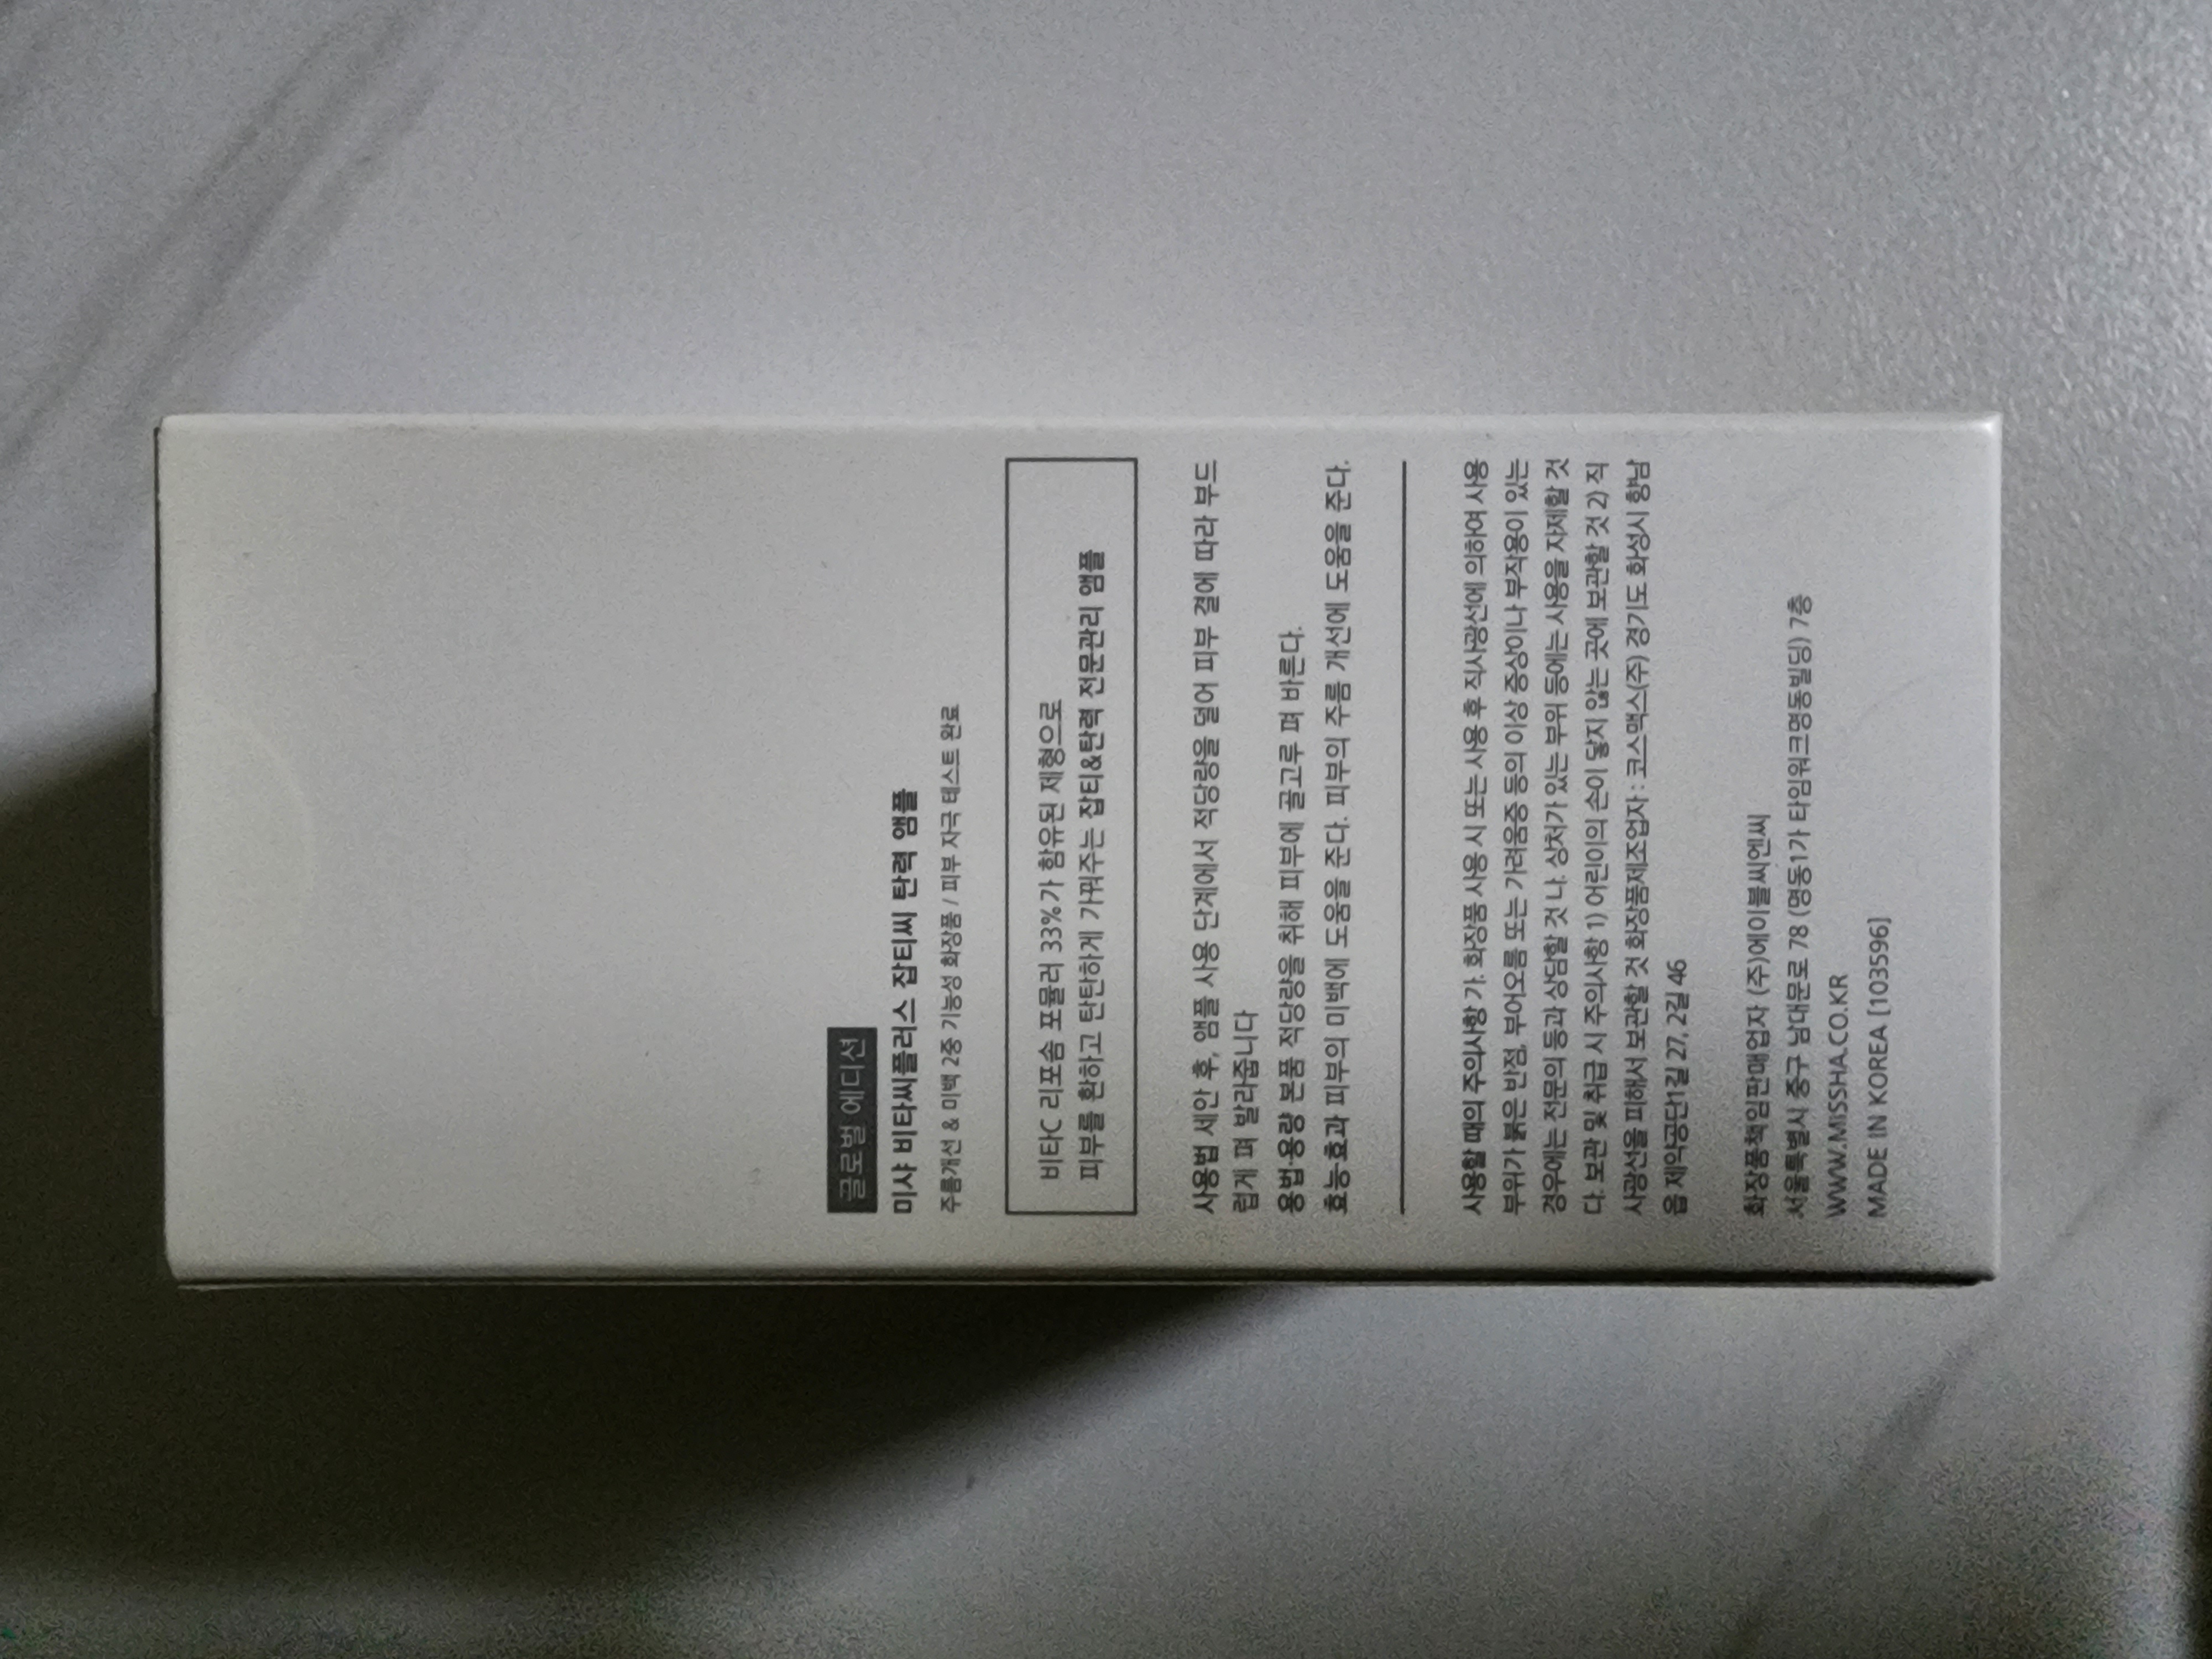 글로벌 에디션
미샤 비타씨플러스 잡티씨 탄력 앰플
주름개선 & 미백 2중 기능성 화장품 / 피부 자극 테스트 완료
비타C 리포솜 포뮬러 33%가 함유된 제형으로
피부를 환하고 탄탄하게 가꿔주는 잡티&탄력 전문관리 앰플
사용법 세안 후, 앰플 사용 단계에서 적당량을 덜어 피부 결에 따라 부드
럽게 펴 발라줍니다
용법·용량 본품 적당량을 취해 피부에 골고루 펴 바른다.
효능·효과 피부의 미백에 도움을 준다. 피부의 주름 개선에 도움을 준다.
사용할 때의 주의사항 가. 화장품 사용 시 또는 사용 후 직사광선에 의하여 사용
부위가 붉은 반점, 부어오름 또는 가려움증 등의 이상 증상이나 부작용이 있는
경우에는 전문의 등과 상담할 것 나. 상처가 있는 부위 등에는 사용을 자제할 것
다. 보관 및 취급 시 주의사항 1) 어린이의 손이 닿지 않는 곳에 보관할 것 2) 직
사광선을 피해서 보관할 것 화장품제조업자 : 코스맥스(주) 경기도 화성시 향남
읍 제약공단1길 27, 2길 46
화장품책임판매업자 (주)에이블씨엔씨
서울특별시 중구 남대문로 78 (명동1가 타임워크명동빌딩) 7층
WWW.MISSHA.CO.KR
MADE IN KOREA [1035596]